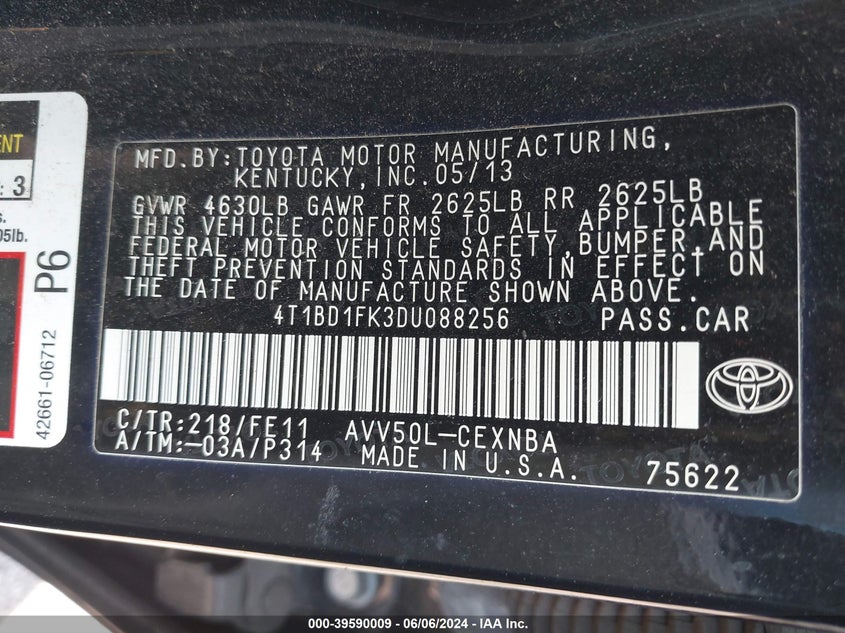 MFD.BY:TOYOTA MOTOR MANUFACTURING,
KENTUCKY,INC.05/13
GVWR 4630LB GAWR FR 2625LB RR 2625LB
THIS VEHICLE CONFORMS TO ALL APPLICABLE
FEDERAL MOTOR VEHICLE SAFETY,BUMPER,AND
THEFT PREVENTION STANDARDS IN EFFECT ON
THE DATE OF MANUFACTURE SHOWN ABOVE.
4T1BD1FK3DU088256 PASS.CAR
C/TR:218/FE11 AVV50L-CEXNBA
A/TM:-03A/P314 MADE IN U.S.A. 75622
: 3
P6
42661-06712
000-39590009 - 06/06/2024 - IAA Inc.